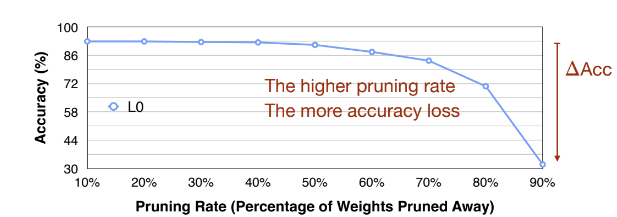 100
86
72
58
44
30
Accuracy (%)
L0
The higher pruning rate
The more accuracy loss
ΔAcc
10% 20% 30% 40% 50% 60% 70% 80% 90%
Pruning Rate (Percentage of Weights Pruned Away)